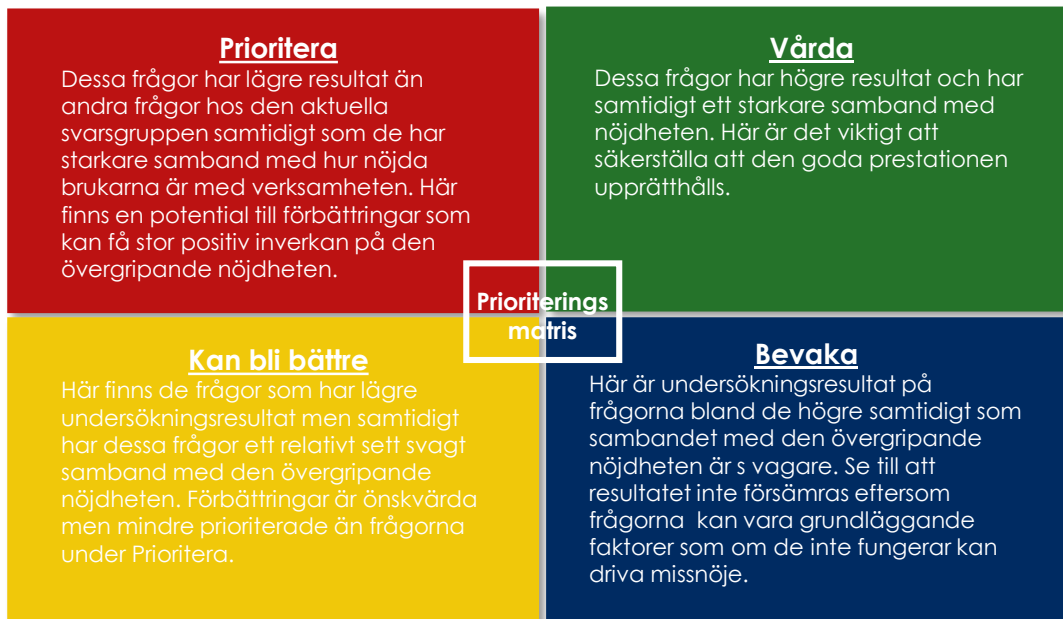 Prioritera
Dessa frågor har lägre resultat än
andra frågor hos den aktuella
svarsgruppen samtidigt som de har
starkare samband med hur nöjda
brukarna är med verksamheten. Här
finns en potential till förbättringar som
kan få stor positiv inverkan på den
övergripande nöjdheten.
Vårda
Dessa frågor har högre resultat och har
samtidigt ett starkare samband med
nöjdheten. Här är det viktigt att
säkerställa att den goda prestationen
upprätthålls.
Prioriterings
matris
Kan bli bättre
Här finns de frågor som har lägre
undersökningsresultat men samtidigt
har dessa frågor ett relativt sett svagt
samband med den övergripande
nöjdheten. Förbättringar är önskvärda
men mindre prioriterade än frågorna
under Prioritera.
Bevaka
Här är undersökningsresultat på
frågorna bland de högre samtidigt som
sambandet med den övergripande
nöjdheten är s vagare. Se till att
resultatet inte försämras eftersom
frågorna  kan vara grundläggande
faktorer som om de inte fungerar kan
driva missnöje.